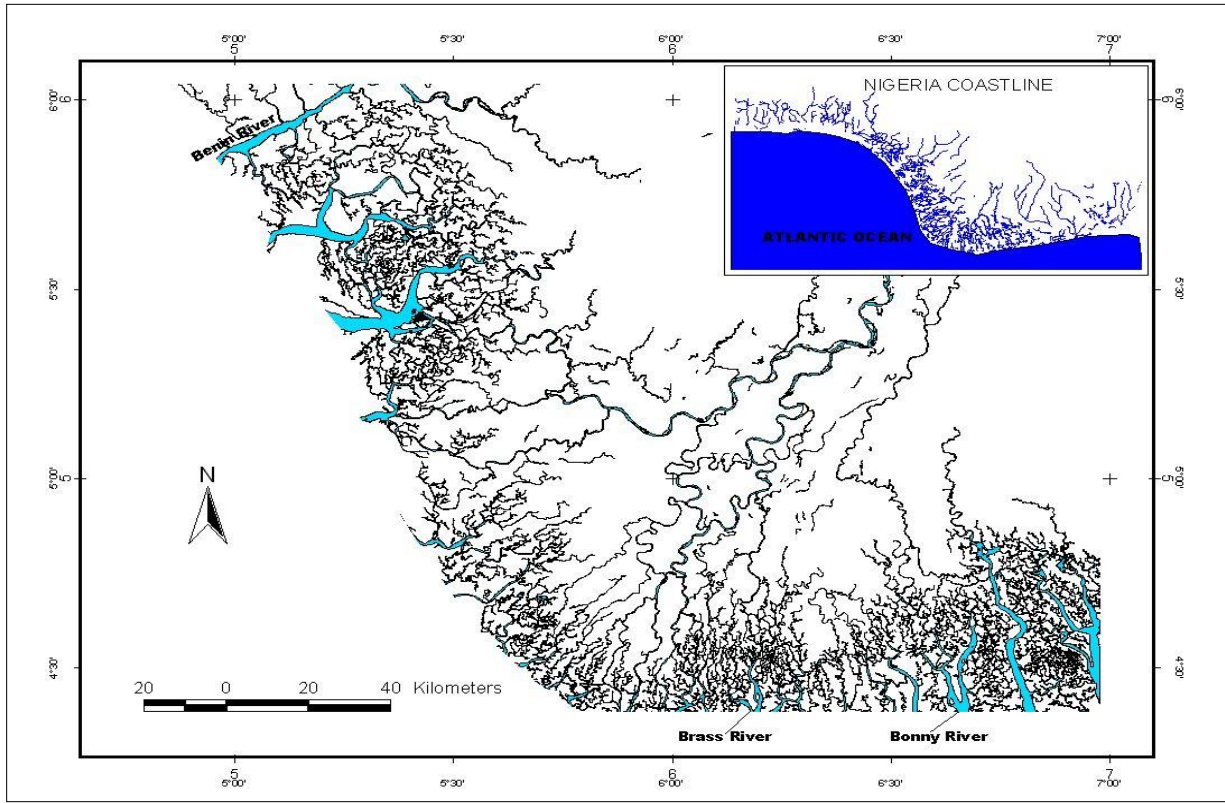 5°00' 5°30' 6°00' 6°30' 7°00'
5 6 7
NIGERIA COASTLINE
6°00' 6
6 6°00'
Benin River
ATLANTIC OCEAN
5°30'
5°30'
N
5°00' 5
5 5°00'
4°30'
4°30'
20 0 20 40 Kilometers
Brass River
Bonny River
5 6 7
5°00' 5°30' 6°00' 6°30' 7°00'